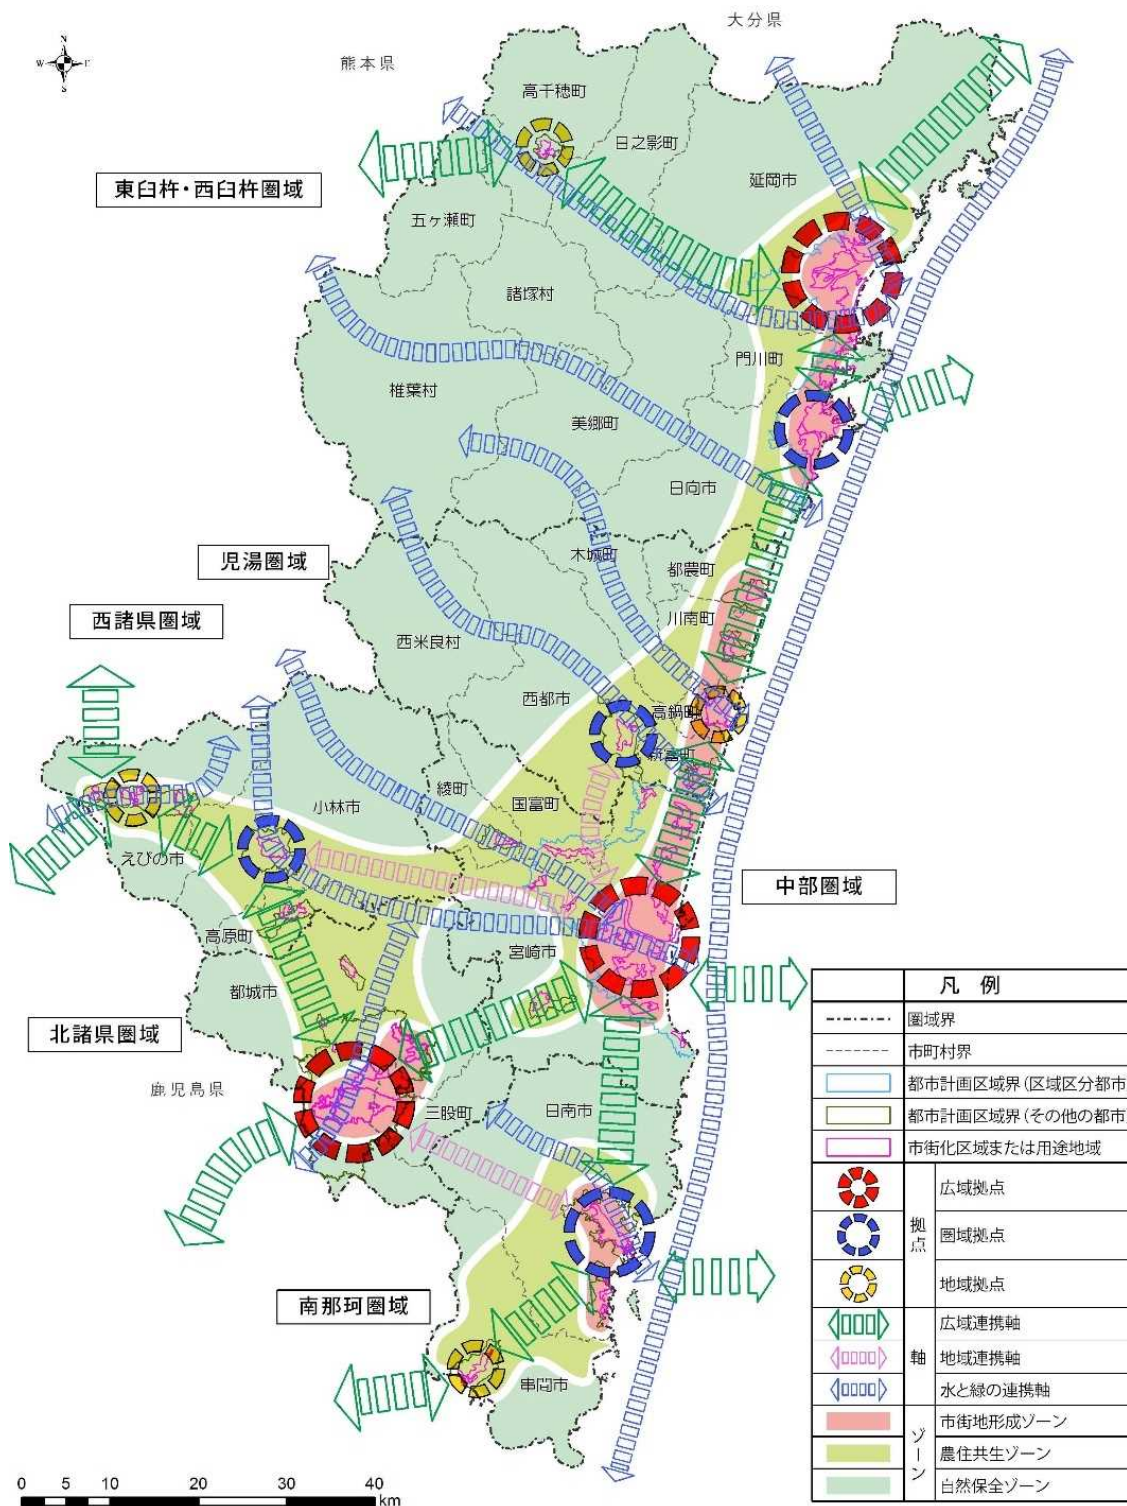 大分県
N
W
E
S
熊本県
高千穂町
日之影町
延岡市
東臼杵・西臼杵圏域
五ヶ瀬町
諸塚村
門川町
椎葉村
美郷町
日向市
児湯圏域
木城町
都農町
川南町
西諸県圏域
西米良村
西都市
高鍋町
新富町
綾町
小林市
国富町
えびの市
中部圏域
高原町
宮崎市
都城市
北諸県圏域
鹿児島県
三股町
日南市
南那珂圏域
串間市
凡 例
圏域界
市町村界
都市計画区域界(区域区分都市
都市計画区域界(その他の都市
市街化区域または用途地域
拠点
広域拠点
圏域拠点
地域拠点
軸
広域連携軸
地域連携軸
水と緑の連携軸
ゾーン
市街地形成ゾーン
農住共生ゾーン
自然保全ゾーン
0 5 10 20 30 40
km